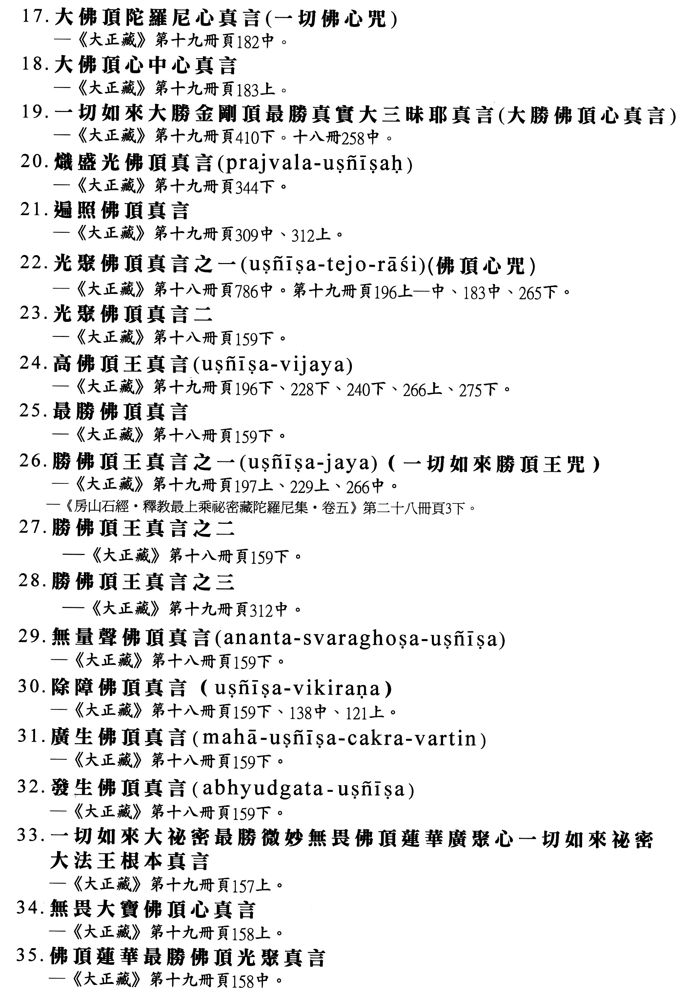 17.大佛頂陀羅尼心真言(一切佛心咒)
—《大正藏》第十九冊頁182中。
18.大佛頂心中心真言
—《大正藏》第十九冊頁183上。
19.一切如來大勝金剛頂最勝真實大三昧耶真言(大勝佛頂心真言)
—《大正藏》第十九冊頁410下。十八冊258中。
20.熾盛光佛頂真言(prajvala-uṣñīṣaḥ)
—《大正藏》第十九冊頁344下。
21.遍照佛頂真言
—《大正藏》第十九冊頁309中、312上。
22.光聚佛頂真言之一(uṣñīṣa-tejo-rāśi)(佛頂心咒)
—《大正藏》第十八冊頁786中。第十九冊頁196上—中、183中、265下。
23.光聚佛頂真言二
—《大正藏》第十八冊頁159下。
24.高佛頂王真言(uṣñīṣa-vijaya)
—《大正藏》第十九冊頁196下、228下、240下、266上、275下。
25.最勝佛頂真言
—《大正藏》第十八冊頁159下。
26.勝佛頂王真言之一(uṣñīṣa-jaya)(一切如來勝頂王咒)
—《大正藏》第十九冊頁197上、229上、266中。
—《房山石經·釋教最上乘祕密藏陀羅尼集·卷五》第二十八冊頁3下。
27.勝佛頂王真言之二
—《大正藏》第十八冊頁159下。
28.勝佛頂王真言之三
—《大正藏》第十九冊頁312中。
29.無量聲佛頂真言(ananta-svaraghoṣa-uṣñīṣa)
—《大正藏》第十八冊頁159下。
30.除障佛頂真言(uṣñīṣa-vikiraṇa)
—《大正藏》第十八冊頁159下、138中、121上。
31.廣生佛頂真言(mahā-uṣñīṣa-cakra-vartin)
—《大正藏》第十八冊頁159下。
32.發生佛頂真言(abhyudgata-uṣñīṣa)
—《大正藏》第十八冊頁159下。
33.一切如來大祕密最勝微妙無畏佛頂蓮華廣聚心一切如來祕密
大法王根本真言
—《大正藏》第十九冊頁157上。
34.無畏大寶佛頂心真言
—《大正藏》第十九冊頁158上。
35.佛頂蓮華最勝佛頂光聚真言
—《大正藏》第十九冊頁158中。